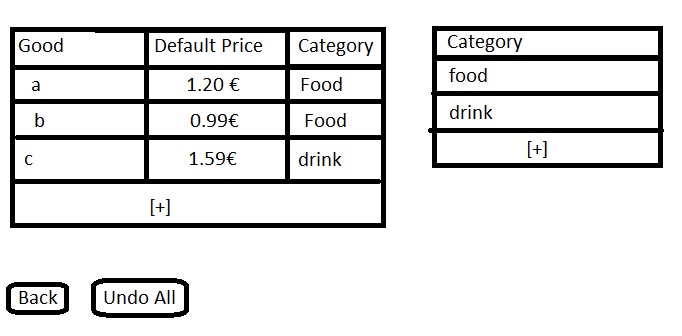 Good Default Price Category
a 1.20 € Food
b 0.99€ Food
c 1.59€ drink
[+]
Category
food
drink
[+]
Back Undo All